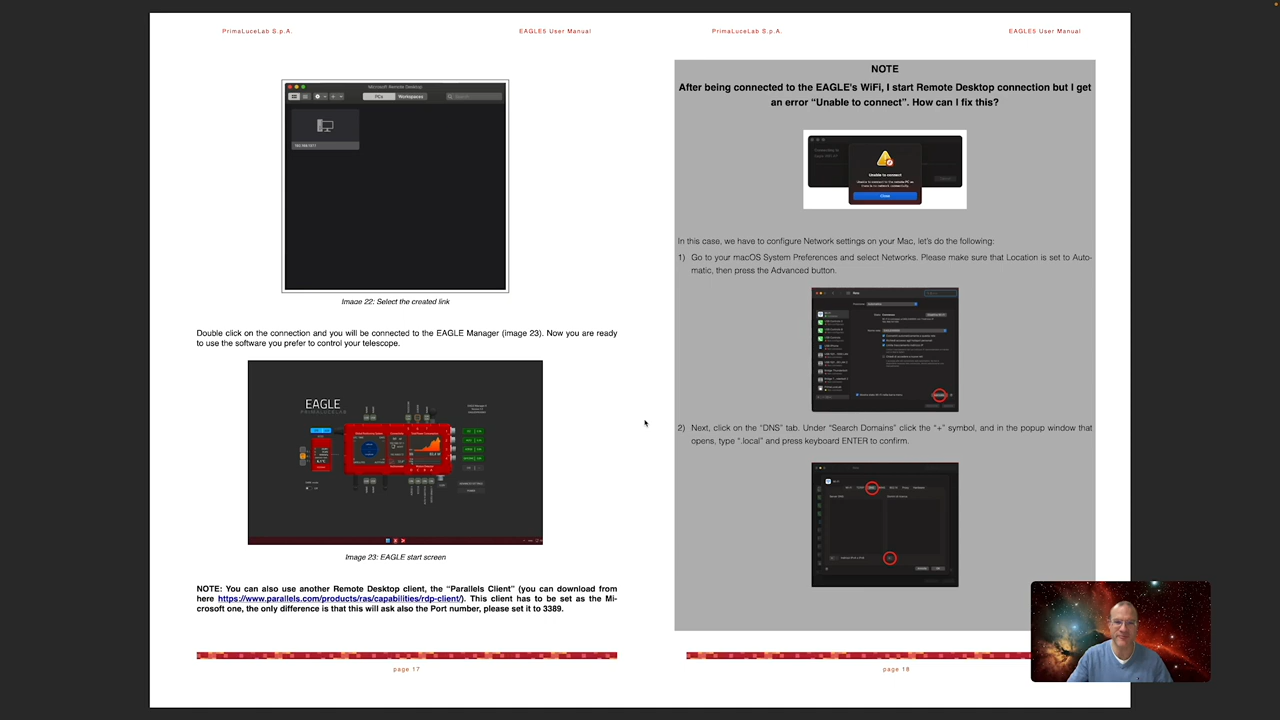 PrimaLuceLab S.p.A. EAGLE5 User Manual
Microsoft Remote Desktop
PCs Workspaces
Image 22: Select the created link
Double click on the connection and you will be connected to the EAGLE Manager (image 23). Now you are ready
to use the software you prefer to control your telescope.
EAGLE
PRIMALUCELAB
Image 23: EAGLE start screen
NOTE: You can also use another Remote Desktop client, the “Parallels Client” (you can download from
here https://www.parallels.com/products/ras/capabilities/rdp-client/). This client has to be set as the Mi-
crosoft one, the only difference is that this will ask also the Port number, please set it to 3389.
page 17
PrimaLuceLab S.p.A. EAGLE5 User Manual
NOTE
After being connected to the EAGLE's WiFi, I start Remote Desktop connection but I get
an error “Unable to connect”. How can I fix this?
Unable to connect
Close
In this case, we have to configure Network settings on your Mac, let's do the following:
1) Go to your macOS System Preferences and select Networks. Please make sure that Location is set to Auto-
matic, then press the Advanced button.
2) Next, click on the “DNS” tab. Under “Search Domains” click the “+” symbol, and in the popup window that
opens, type “.local” and press keyboard ENTER to confirm.
page 18